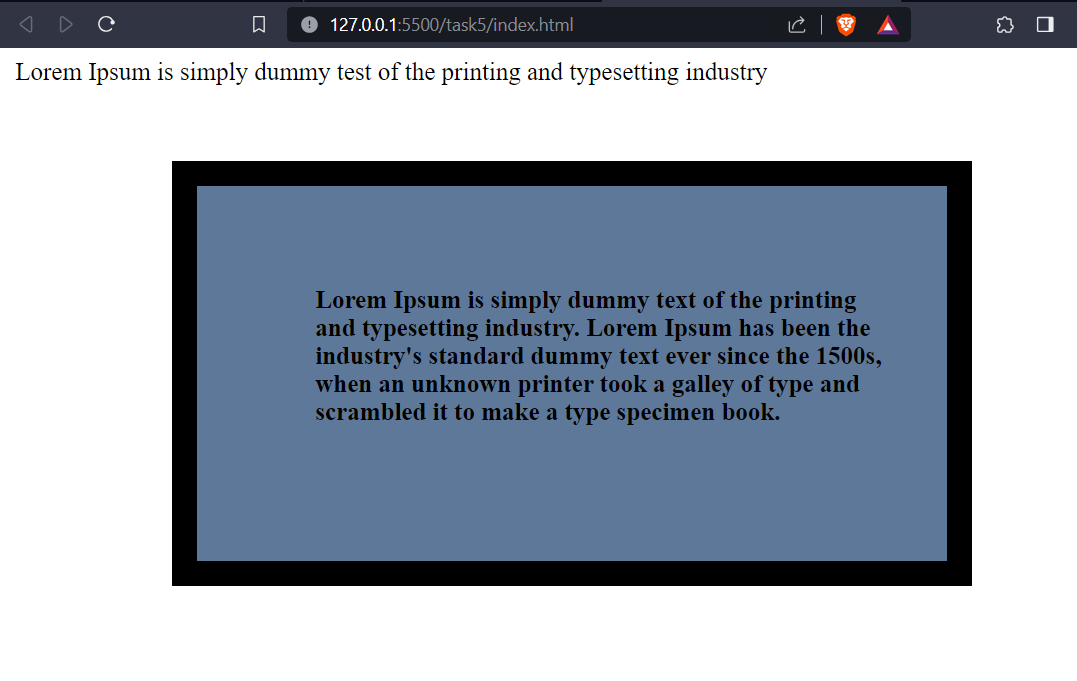 127.0.0.1:5500/task5/index.html
Lorem Ipsum is simply dummy test of the printing and typesetting industry
Lorem Ipsum is simply dummy text of the printing
and typesetting industry. Lorem Ipsum has been the
industry's standard dummy text ever since the 1500s,
when an unknown printer took a galley of type and
scrambled it to make a type specimen book.